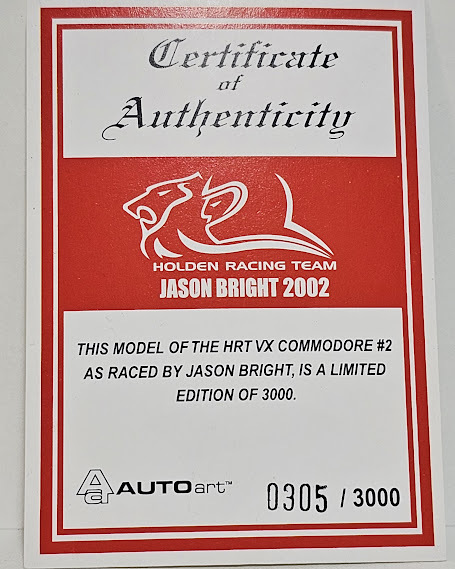 Certificate
of
Authenticity
HOLDEN RACING TEAM
JASON BRIGHT 2002
THIS MODEL OF THE HRT VX COMMODORE #2
AS RACED BY JASON BRIGHT, IS A LIMITED
EDITION OF 3000.
Aa AUTOart™ 0305 / 3000